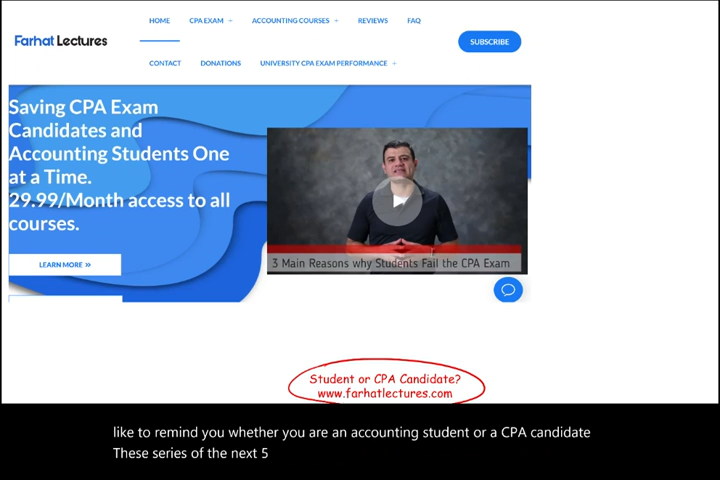 HOME CPA EXAM + ACCOUNTING COURSES + REVIEWS FAQ
Farhat Lectures
SUBSCRIBE
CONTACT DONATIONS UNIVERSITY CPA EXAM PERFORMANCE +
Saving CPA Exam
Candidates and
Accounting Students One
at a Time.
29.99/Month access to all
courses.
LEARN MORE »
3 Main Reasons why Students Fail the CPA Exam
Student or CPA Candidate?
www.farhatlectures.com
like to remind you whether you are an accounting student or a CPA candidate
These series of the next 5